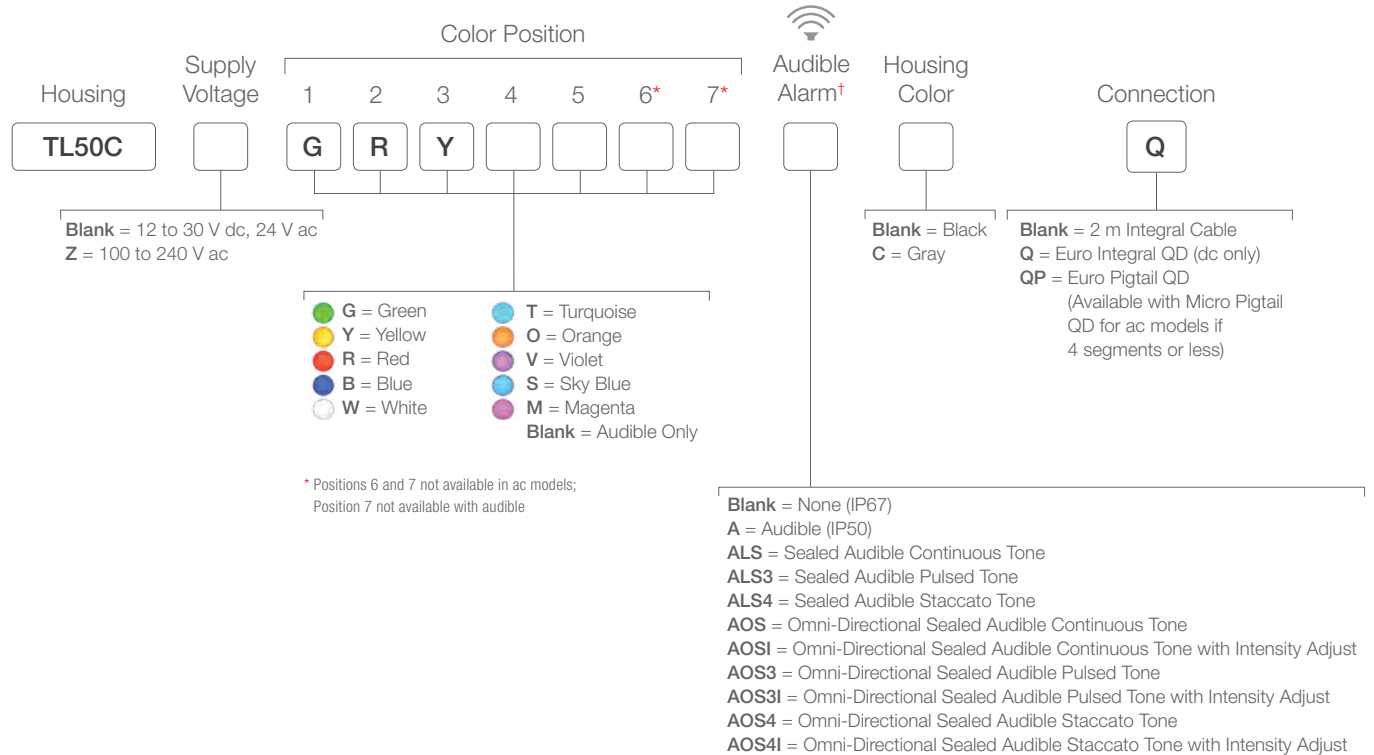 Color Position
Supply Voltage
Audible Alarm†
Housing Color
Housing
1 2 3 4 5 6* 7*
Connection
TL50C
G R Y
Q
Blank = 12 to 30 V dc, 24 V ac
Z = 100 to 240 V ac
G = Green
Y = Yellow
R = Red
B = Blue
W = White
T = Turquoise
O = Orange
V = Violet
S = Sky Blue
M = Magenta
Blank = Audible Only
* Positions 6 and 7 not available in ac models;
Position 7 not available with audible
Blank = Black
C = Gray
Blank = 2 m Integral Cable
Q = Euro Integral QD (dc only)
QP = Euro Pigtail QD
(Available with Micro Pigtail
QD for ac models if
4 segments or less)
Blank = None (IP67)
A = Audible (IP50)
ALS = Sealed Audible Continuous Tone
ALS3 = Sealed Audible Pulsed Tone
ALS4 = Sealed Audible Staccato Tone
AOS = Omni-Directional Sealed Audible Continuous Tone
AOSI = Omni-Directional Sealed Audible Continuous Tone with Intensity Adjust
AOS3 = Omni-Directional Sealed Audible Pulsed Tone
AOS3I = Omni-Directional Sealed Audible Pulsed Tone with Intensity Adjust
AOS4 = Omni-Directional Sealed Audible Staccato Tone
AOS4I = Omni-Directional Sealed Audible Staccato Tone with Intensity Adjust